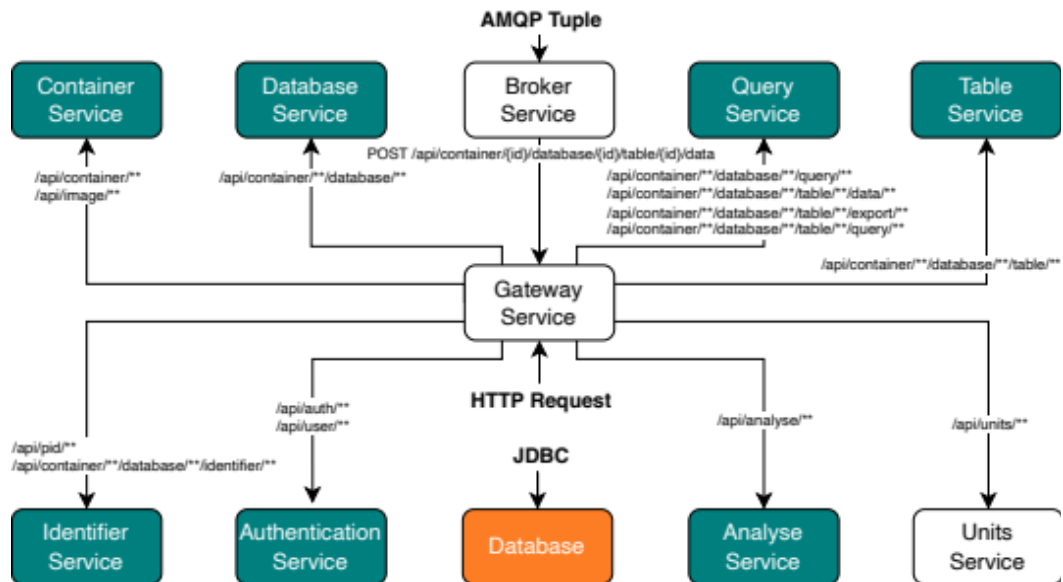 AMQP Tuple
Container
Service
Database
Service
Broker
Service
Query
Service
Table
Service
POST /api/container/{id}/database/{id}/table/{id}/data
/api/container/**
/api/image/**
/api/container/**/database/**
/api/container/**/database/**/query/**
/api/container/**/database/**/table/**/data/**
/api/container/**/database/**/table/**/export/**
/api/container/**/database/**/table/**/query/**
/api/container/**/database/**/table/**
Gateway
Service
HTTP Request
/api/auth/**
/api/user/**
/api/analyse/**
/api/units/**
/api/pid/**
/api/container/**/database/**/identifier/**
JDBC
Identifier
Service
Authentication
Service
Database
Analyse
Service
Units
Service